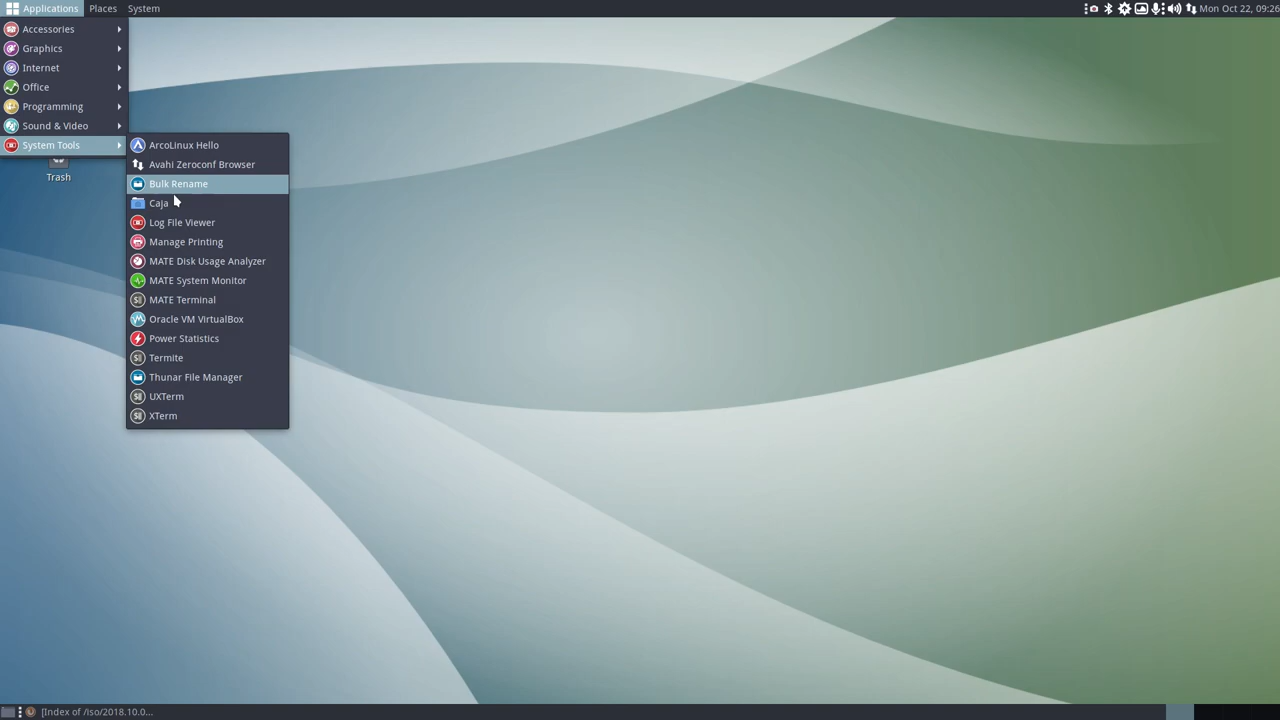 Applications Places System Mon Oct 22, 09:26
Accessories
Graphics
Internet
Office
Programming
Sound & Video
System Tools
ArcoLinux Hello
Avahi Zeroconf Browser
Bulk Rename
Caja
Log File Viewer
Manage Printing
MATE Disk Usage Analyzer
MATE System Monitor
MATE Terminal
Oracle VM VirtualBox
Power Statistics
Termite
Thunar File Manager
UXTerm
XTerm
Trash
[Index of /iso/2018.10.0...